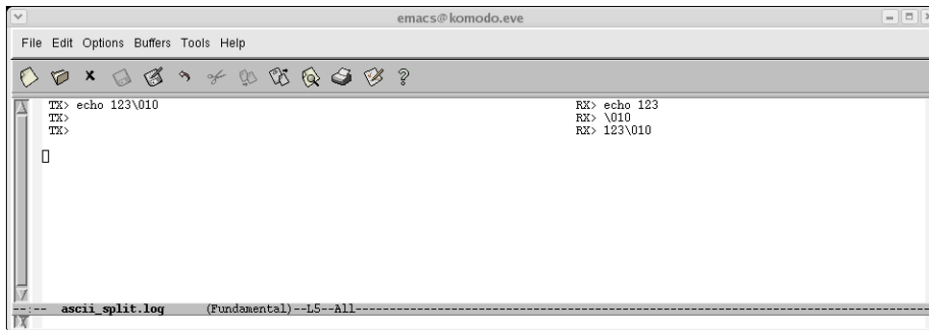 emacs@komodo.eve
File Edit Options Buffers Tools Help
TX> echo 123\010 RX> echo 123
TX> RX> \010
TX> RX> 123\010
--:-- ascii_split.log (Fundamental)--L5--All--------------------------------------------------------------